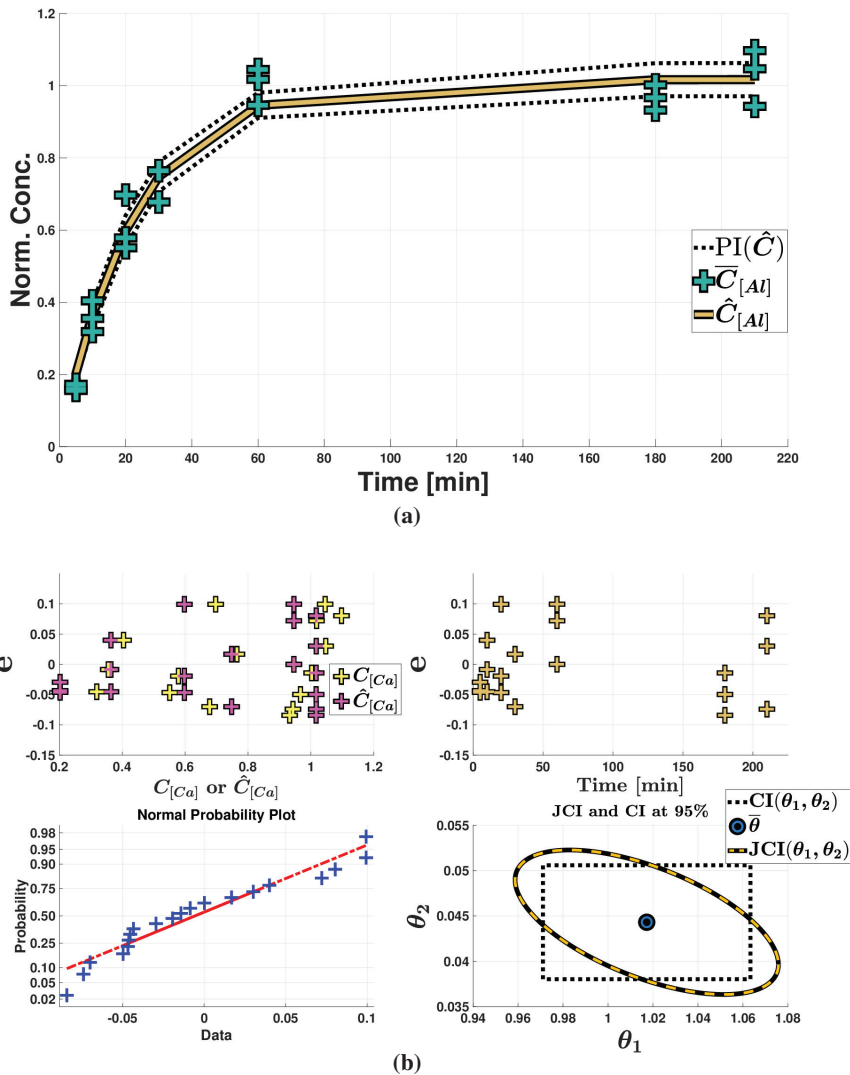 1.2
1
0.8
0.6
0.4
0.2
0
Norm. Conc.
PI(Ĉ)
C̅[Al]
Ĉ[Al]
0 20 40 60 80 100 120 140 160 180 200 220
Time [min]
(a)
0.1
0.05
0
-0.05
-0.1
-0.15
e
C[Ca]
Ĉ[Ca]
0.2 0.4 0.6 0.8 1 1.2
C[Ca] or Ĉ[Ca]
0.1
0.05
0
-0.05
-0.1
-0.15
e
0 50 100 150 200
Time [min]
Normal Probability Plot
0.98
0.95
0.90
0.75
0.50
0.25
0.10
0.05
0.02
Probability
-0.05 0 0.05 0.1
Data
JCI and CI at 95%
CI(θ1, θ2)
θ̅
JCI(θ1, θ2)
0.055
0.05
0.045
0.04
0.035
θ2
0.94 0.96 0.98 1 1.02 1.04 1.06 1.08
θ1
(b)